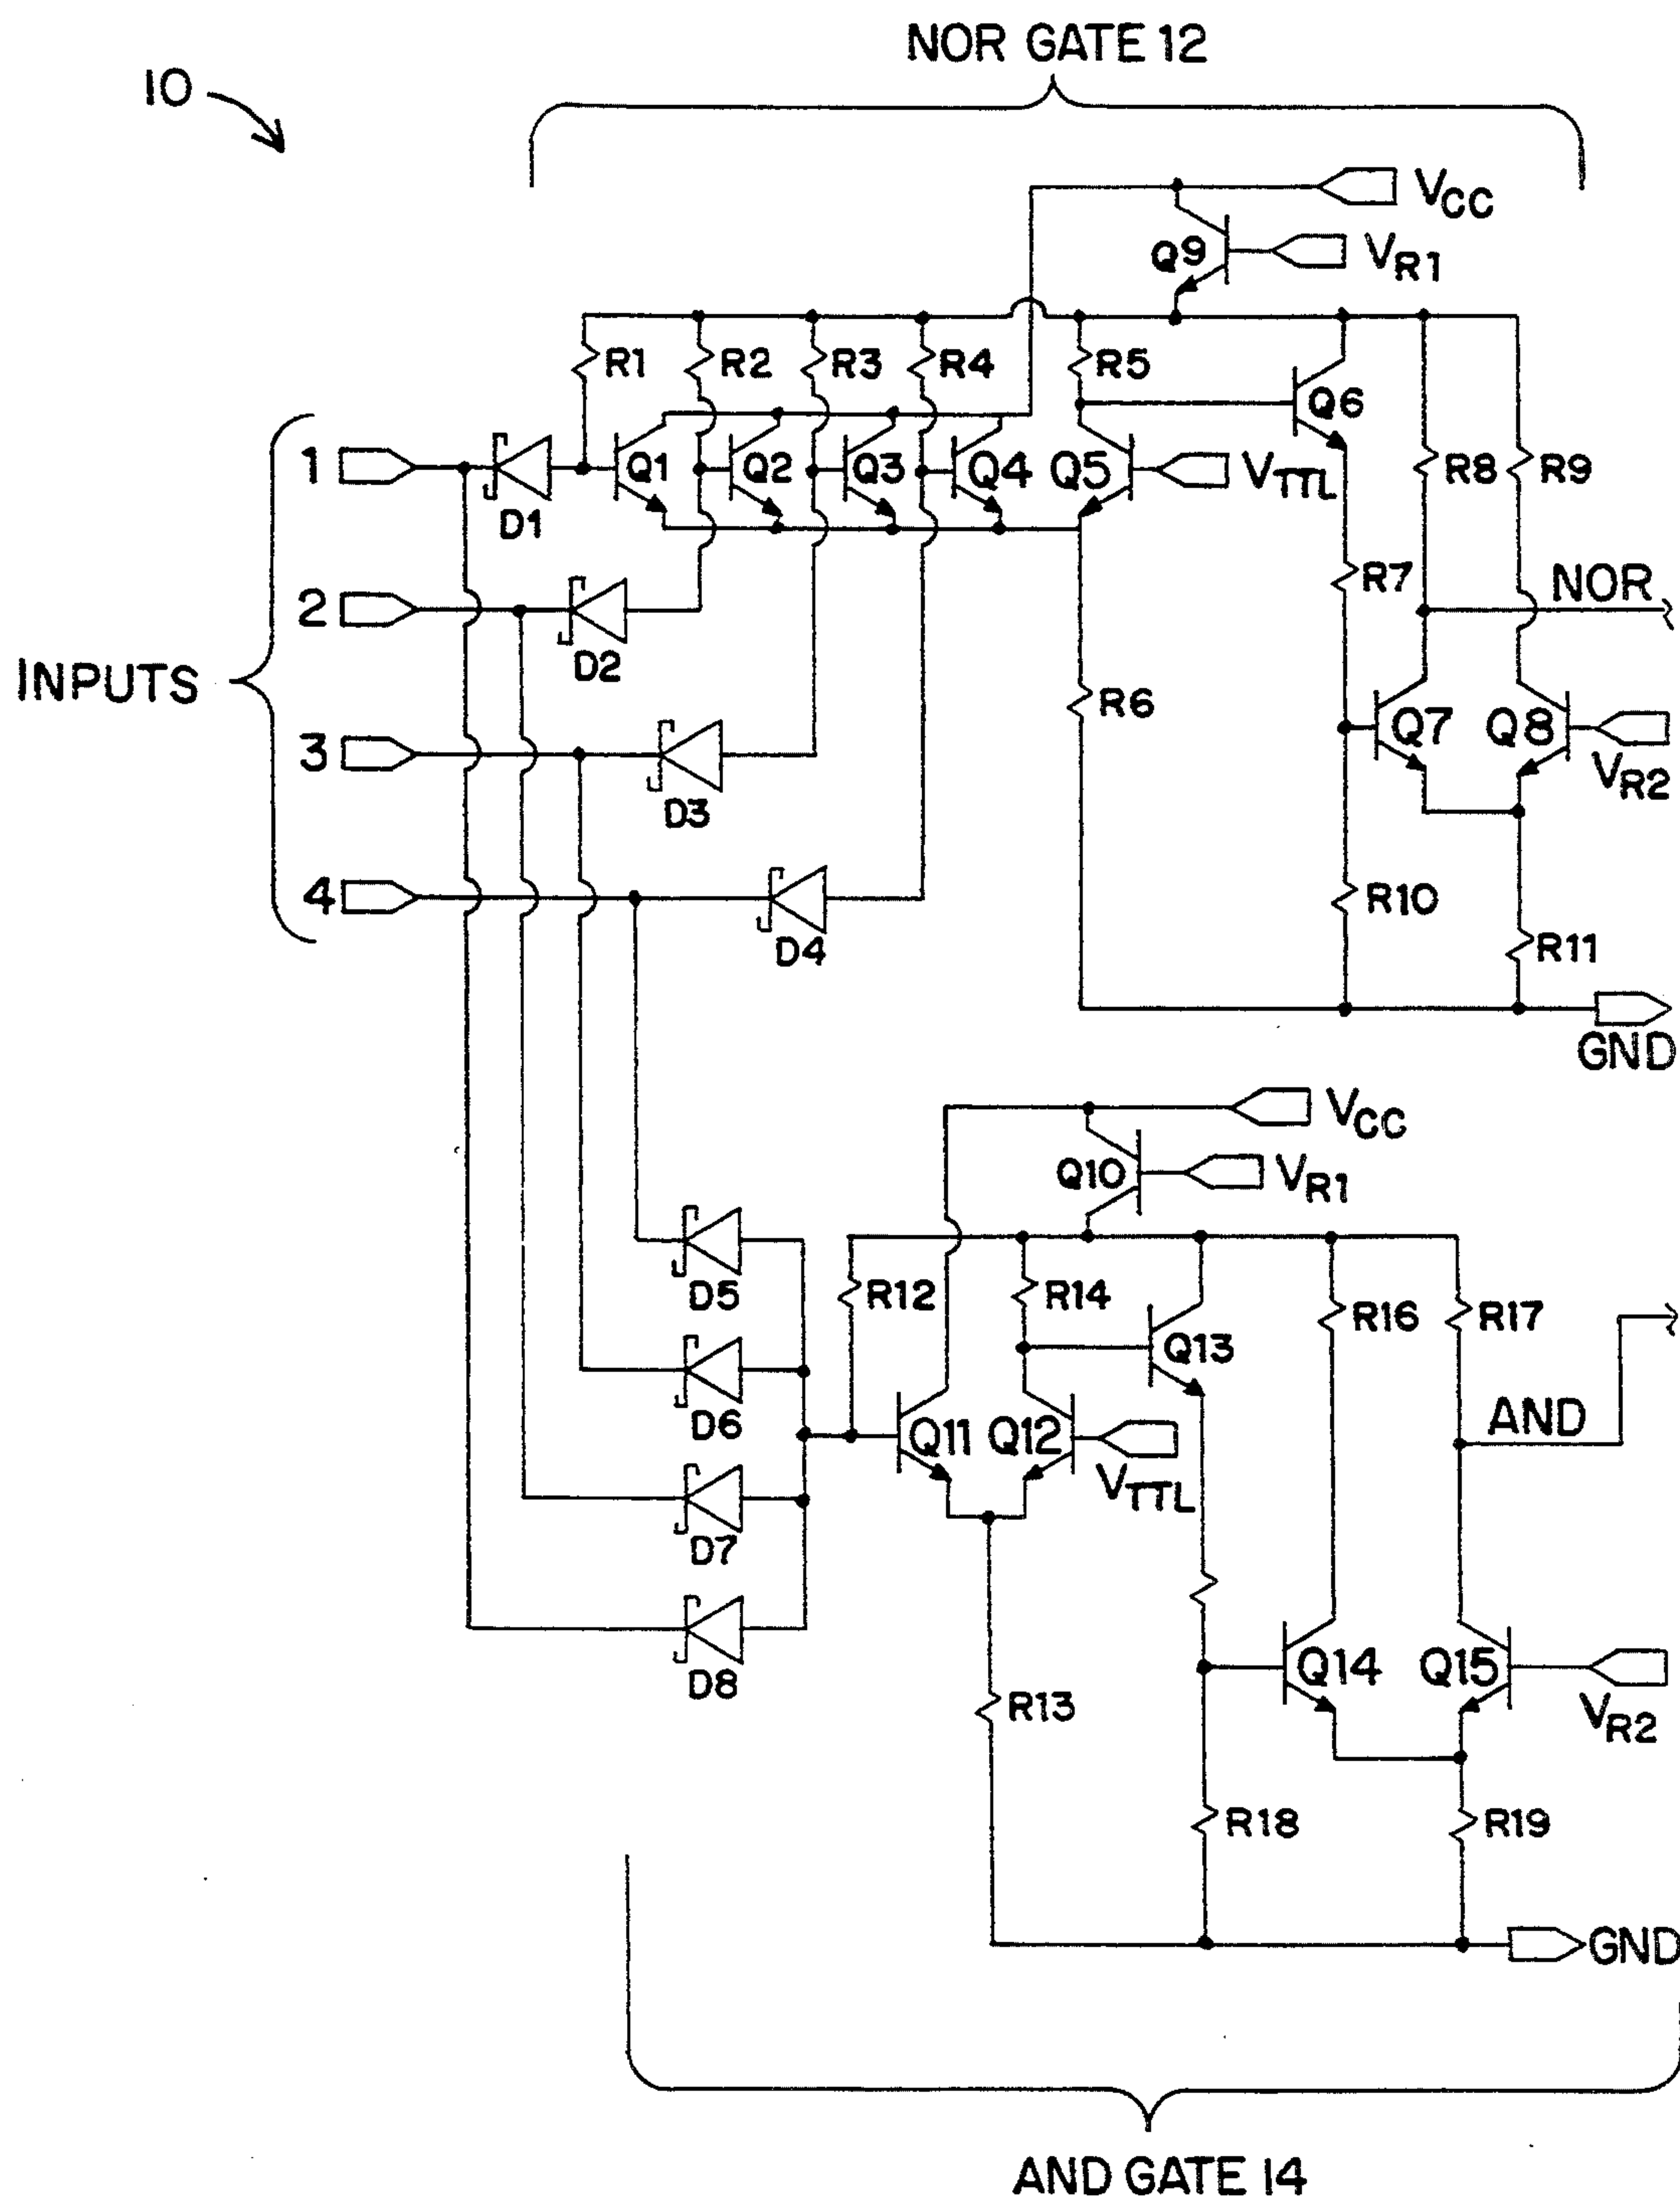 NOR GATE 12
10
VCC
Q9
VR1
R1
R2
R3
R4
R5
Q6
1
D1
Q1
Q2
Q3
Q4
Q5
VTTL
R8
R9
2
D2
R7
NOR
INPUTS
R6
3
D3
Q7
Q8
VR2
4
D4
R10
R11
GND
VCC
Q10
VR1
D5
R12
R14
Q13
R16
R17
D6
Q11
Q12
VTTL
AND
D7
D8
R13
Q14
Q15
VR2
R18
R19
GND
AND GATE 14